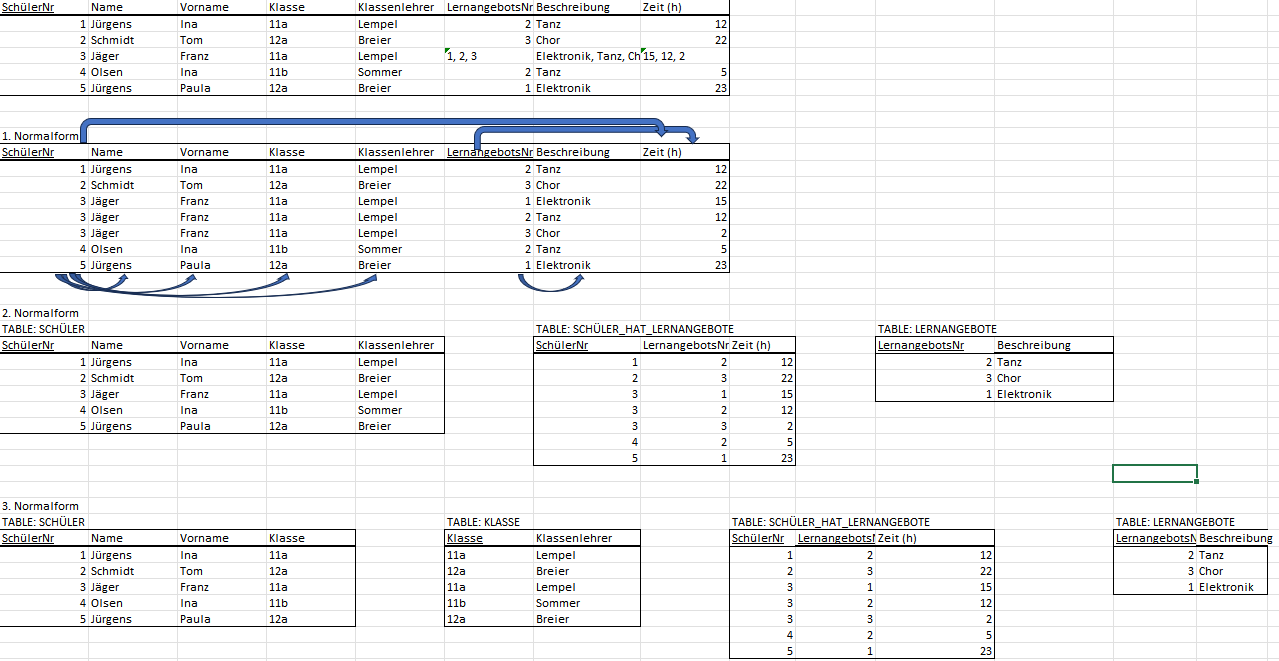 SchülerNr Name Vorname Klasse Klassenlehrer LernangebotsNr Beschreibung Zeit (h)
1 Jürgens Ina 11a Lempel 2 Tanz 12
2 Schmidt Tom 12a Breier 3 Chor 22
3 Jäger Franz 11a Lempel 1, 2, 3 Elektronik, Tanz, Ch 15, 12, 2
4 Olsen Ina 11b Sommer 2 Tanz 5
5 Jürgens Paula 12a Breier 1 Elektronik 23
1. Normalform
SchülerNr Name Vorname Klasse Klassenlehrer LernangebotsNr Beschreibung Zeit (h)
1 Jürgens Ina 11a Lempel 2 Tanz 12
2 Schmidt Tom 12a Breier 3 Chor 22
3 Jäger Franz 11a Lempel 1 Elektronik 15
3 Jäger Franz 11a Lempel 2 Tanz 12
3 Jäger Franz 11a Lempel 3 Chor 2
4 Olsen Ina 11b Sommer 2 Tanz 5
5 Jürgens Paula 12a Breier 1 Elektronik 23
2. Normalform
TABLE: SCHÜLER TABLE: SCHÜLER_HAT_LERNANGEBOTE TABLE: LERNANGEBOTE
SchülerNr Name Vorname Klasse Klassenlehrer SchülerNr LernangebotsNr Zeit (h) LernangebotsNr Beschreibung
1 Jürgens Ina 11a Lempel 1 2 12 2 Tanz
2 Schmidt Tom 12a Breier 2 3 22 3 Chor
3 Jäger Franz 11a Lempel 3 1 15 1 Elektronik
4 Olsen Ina 11b Sommer 3 2 12
5 Jürgens Paula 12a Breier 3 3 2
4 2 5
5 1 23
3. Normalform
TABLE: SCHÜLER TABLE: KLASSE TABLE: SCHÜLER_HAT_LERNANGEBOTE TABLE: LERNANGEBOTE
SchülerNr Name Vorname Klasse Klasse Klassenlehrer SchülerNr Lernangebots Zeit (h) LernangebotsN Beschreibung
1 Jürgens Ina 11a 11a Lempel 1 2 12 2 Tanz
2 Schmidt Tom 12a 12a Breier 2 3 22 3 Chor
3 Jäger Franz 11a 11a Lempel 3 1 15 1 Elektronik
4 Olsen Ina 11b 11b Sommer 3 2 12
5 Jürgens Paula 12a 12a Breier 3 3 2
4 2 5
5 1 23